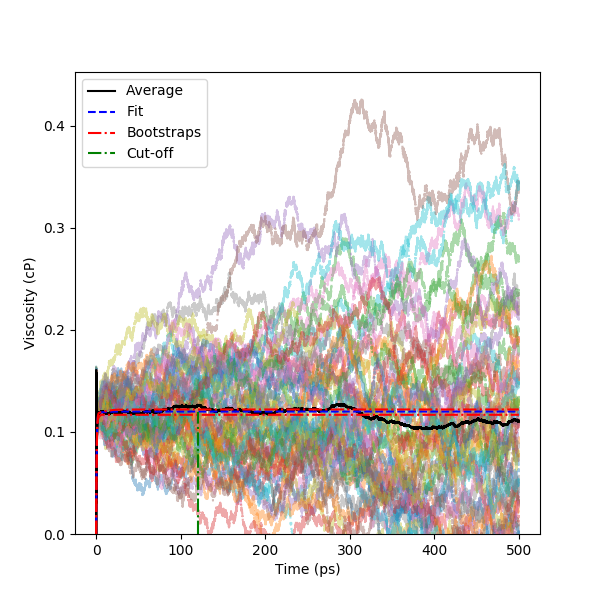 Average
Fit
Bootstraps
Cut-off
0.4
0.3
0.2
0.1
0.0
Viscosity (cP)
0 100 200 300 400 500
Time (ps)